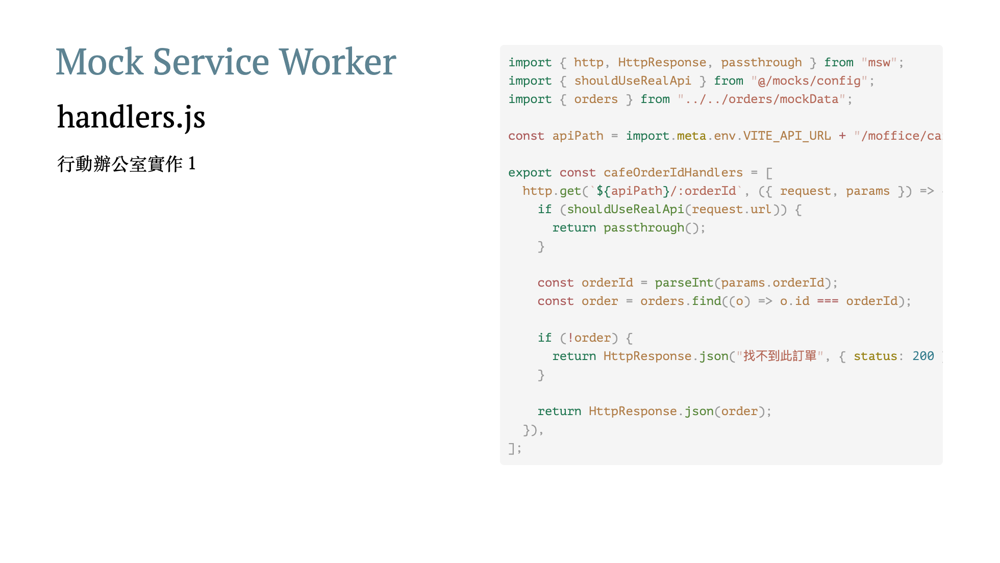 Mock Service Worker
handlers.js
行動辦公室實作 1
import { http, HttpResponse, passthrough } from "msw";
import { shouldUseRealApi } from "@/mocks/config";
import { orders } from "../../orders/mockData";

const apiPath = import.meta.env.VITE_API_URL + "/moffice/ca

export const cafeOrderIdHandlers = [
  http.get(`${apiPath}/:orderId`, ({ request, params }) =>
    if (shouldUseRealApi(request.url)) {
      return passthrough();
    }

    const orderId = parseInt(params.orderId);
    const order = orders.find((o) => o.id === orderId);

    if (!order) {
      return HttpResponse.json("找不到此訂單", { status: 200
    }

    return HttpResponse.json(order);
  }),
];